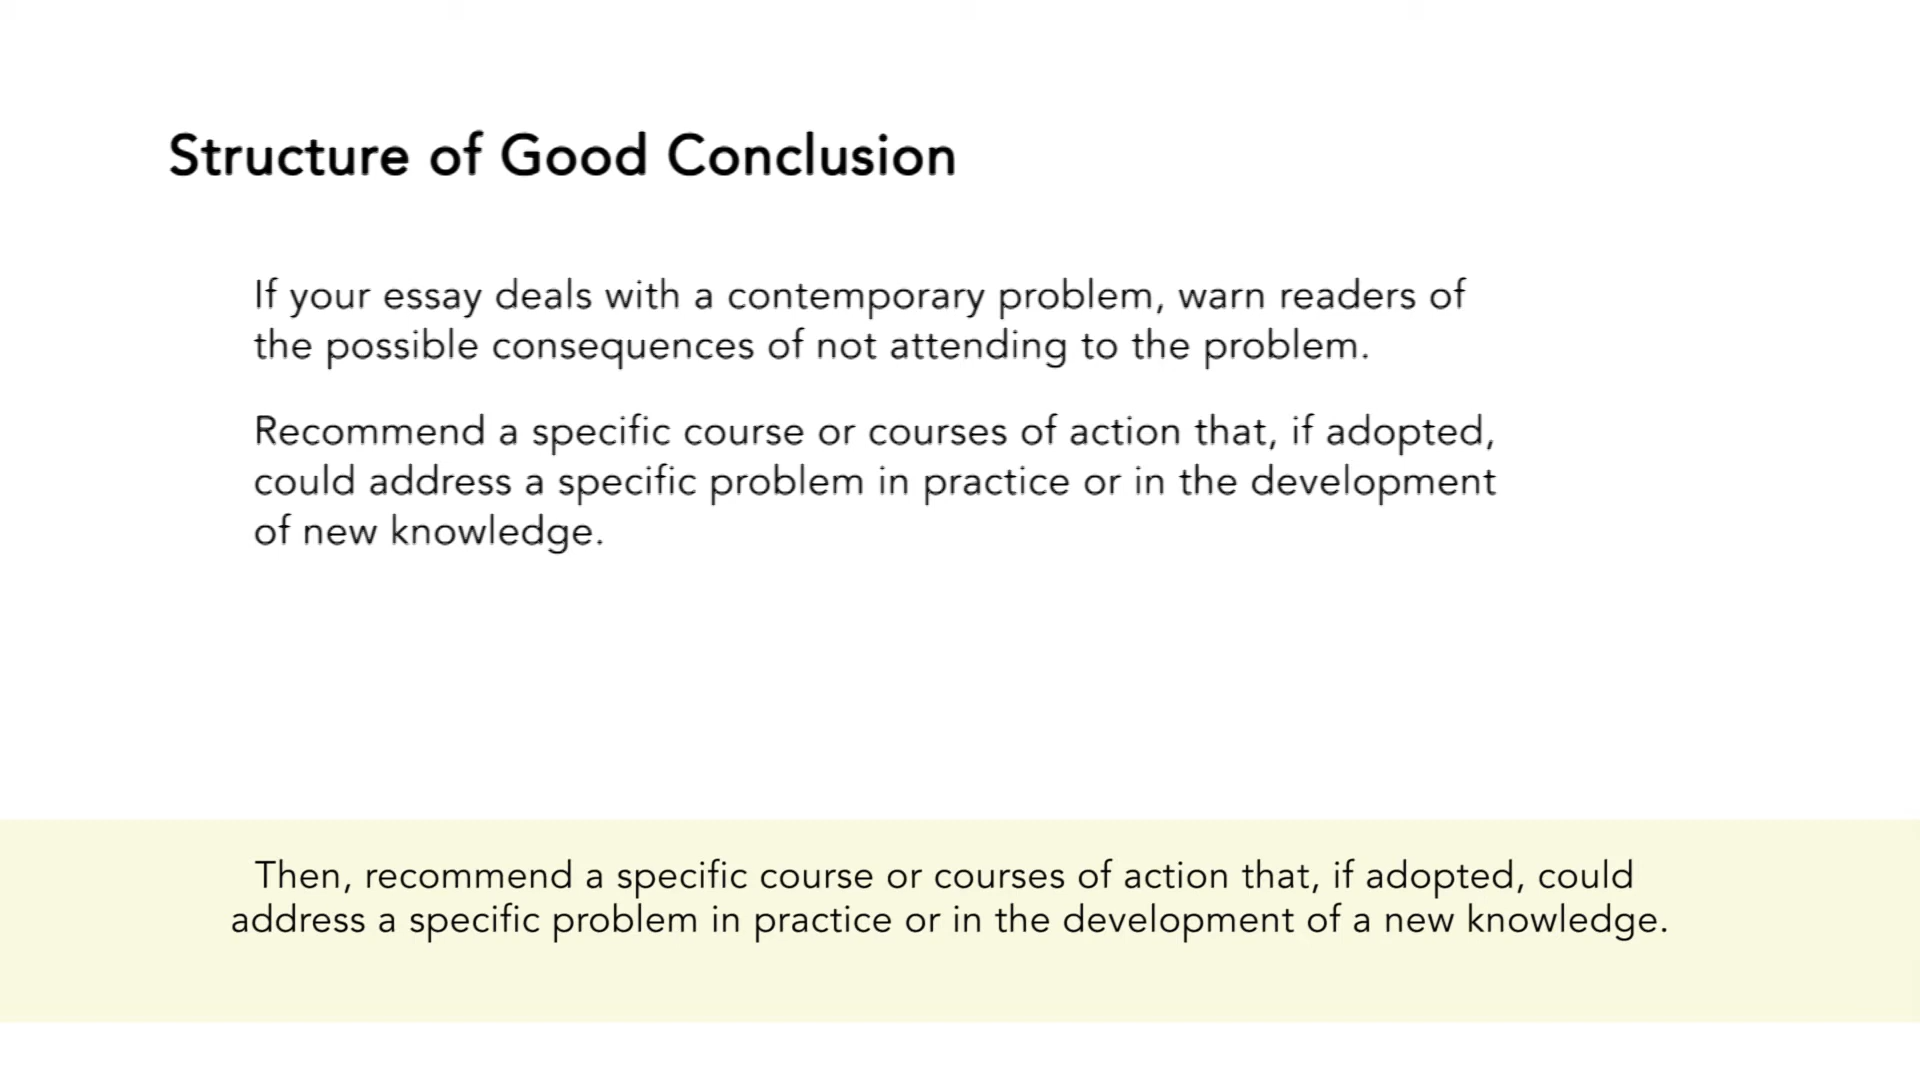 Structure of Good Conclusion
If your essay deals with a contemporary problem, warn readers of
the possible consequences of not attending to the problem.
Recommend a specific course or courses of action that, if adopted,
could address a specific problem in practice or in the development
of new knowledge.
Then, recommend a specific course or courses of action that, if adopted, could
address a specific problem in practice or in the development of a new knowledge.